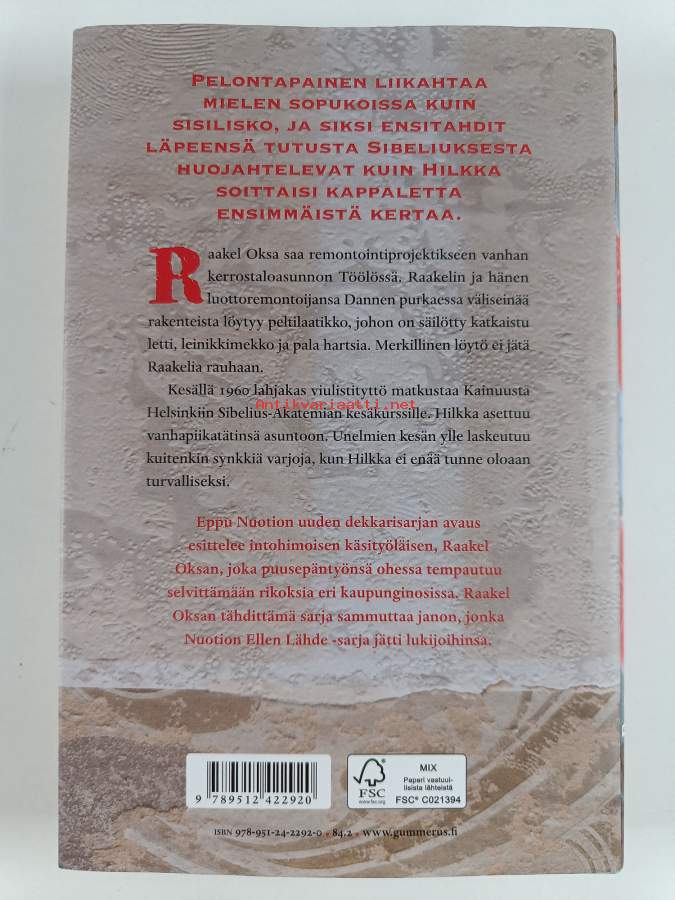 PELONTAPAINEN LIIKAHTAA
MIELEN SOPUKOISSA KUIN
SISILISKO, JA SIKSI ENSITAHDIT
LÄPEENSÄ TUTUSTA SIBELIUKSESTA
HUOJAHTELEVAT KUIN HILKKA
SOITTAISI KAPPALETTA
ENSIMMÄISTÄ KERTAA.
Raakel Oksa saa remontointiprojektikseen vanhan
kerrostaloasunnon Töölössä. Raakelin ja hänen
luottoremontoijansa Dannen purkaessa väliseinää
rakenteista löytyy peltilaatikko, johon on säilötty katkaistu
letti, leinikkimekko ja pala hartsia. Merkillinen löytö ei jätä
Raakelia rauhaan.
Kesällä 1960 lahjakas viulistityttö matkustaa Kainuusta
Antikvariaatti.net
Helsinkiin Sibelius-Akatemian kesäkurssille. Hilkka asettuu
vanhapiikatätinsä asuntoon. Unelmien kesän ylle laskeutuu
kuitenkin synkkiä varjoja, kun Hilkka ei enää tunne oloaan
turvalliseksi.
Eppu Nuotion uuden dekkarisarjan avaus
esittelee intohimoisen käsityöläisen, Raakel
Oksan, joka puusepäntyönsä ohessa tempautuu
selvittämään rikoksia eri kaupunginosissa. Raakel
Oksan tähdittämä sarja sammuttaa janon, jonka
Nuotion Ellen Lähde -sarja jätti lukijoihinsa.
9 789512 422920
FSC
www.fsc.org
MIX
Paperi vastuul-
lisista lähteistä
FSC® C021394
ISBN 978-951-24-2292-0 • 84.2 • www.gummerus.fi